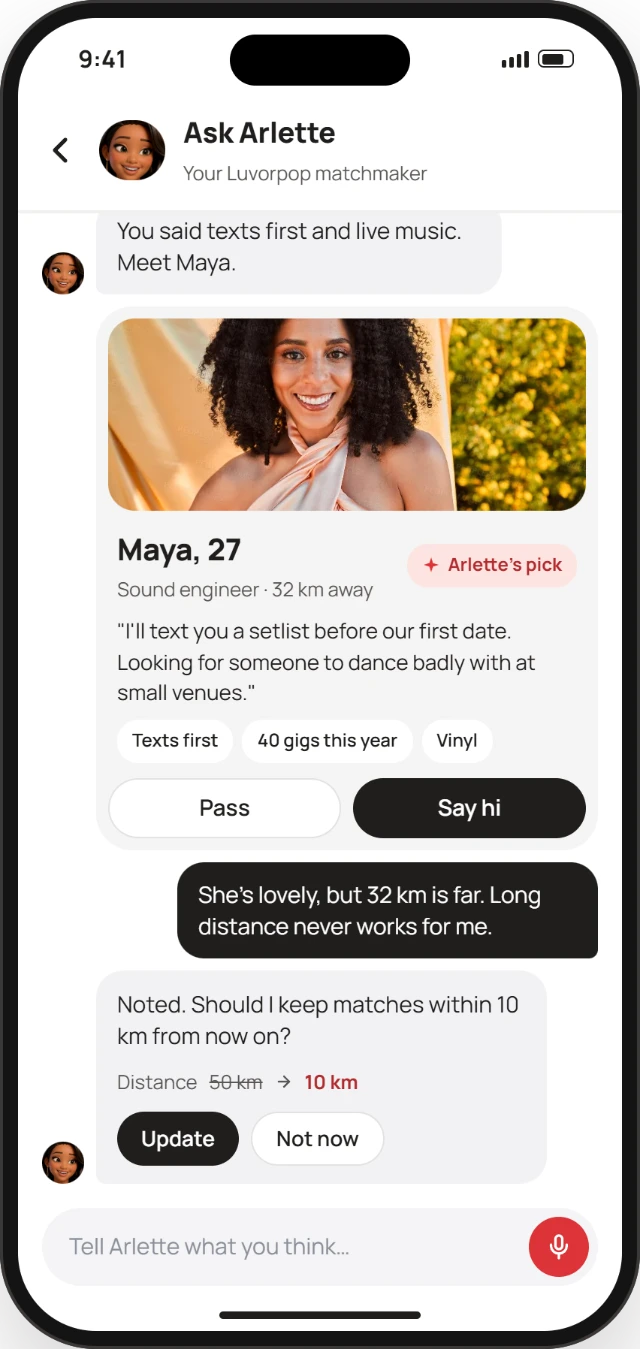 9:41
Ask Arlette
Your Luvorpop matchmaker
You said texts first and live music.
Meet Maya.
Maya, 27
Arlette's pick
Sound engineer · 32 km away
"I'll text you a setlist before our first date.
Looking for someone to dance badly with at
small venues."
Texts first
40 gigs this year
Vinyl
Pass
Say hi
She's lovely, but 32 km is far. Long
distance never works for me.
Noted. Should I keep matches within 10
km from now on?
Distance 50 km → 10 km
Update
Not now
Tell Arlette what you think...